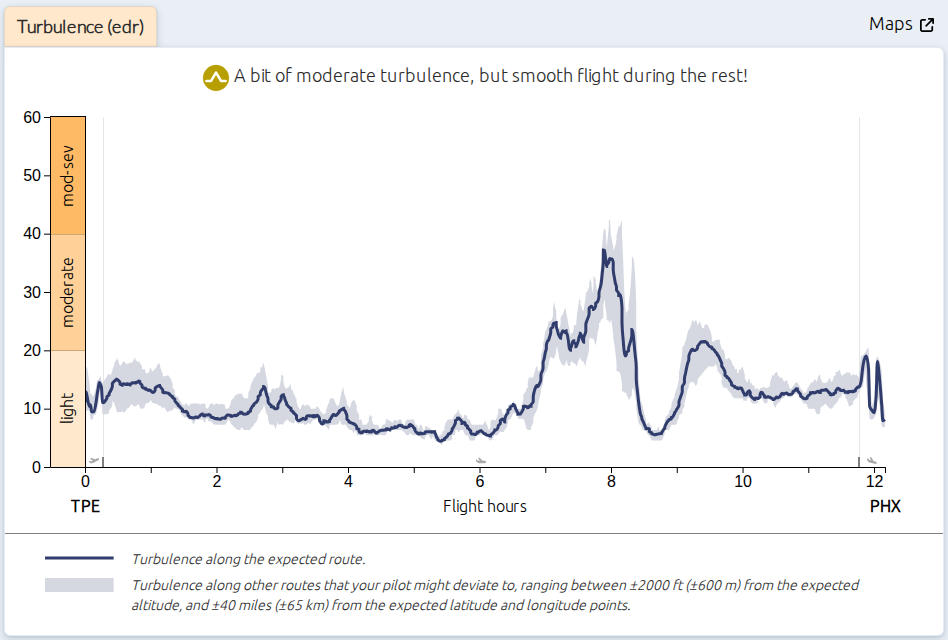 Turbulence (edr)
Maps
A bit of moderate turbulence, but smooth flight during the rest!
60
50
40
30
20
10
0
mod-sev
moderate
light
0 2 4 6 8 10 12
TPE Flight hours PHX
Turbulence along the expected route.
Turbulence along other routes that your pilot might deviate to, ranging between ±2000 ft (±600 m) from the expected
altitude, and ±40 miles (±65 km) from the expected latitude and longitude points.